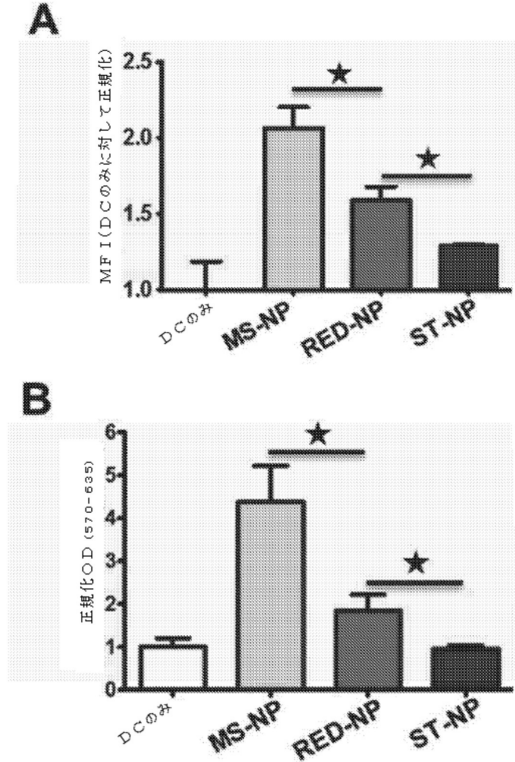 A
MFI(DCのみに対して正規化)
2.5
2.0
1.5
1.0
★
★
DCのみ
MS-NP
RED-NP
ST-NP
B
正規化OD (570-635)
6
5
4
3
2
1
0
★
★
DCのみ
MS-NP
RED-NP
ST-NP